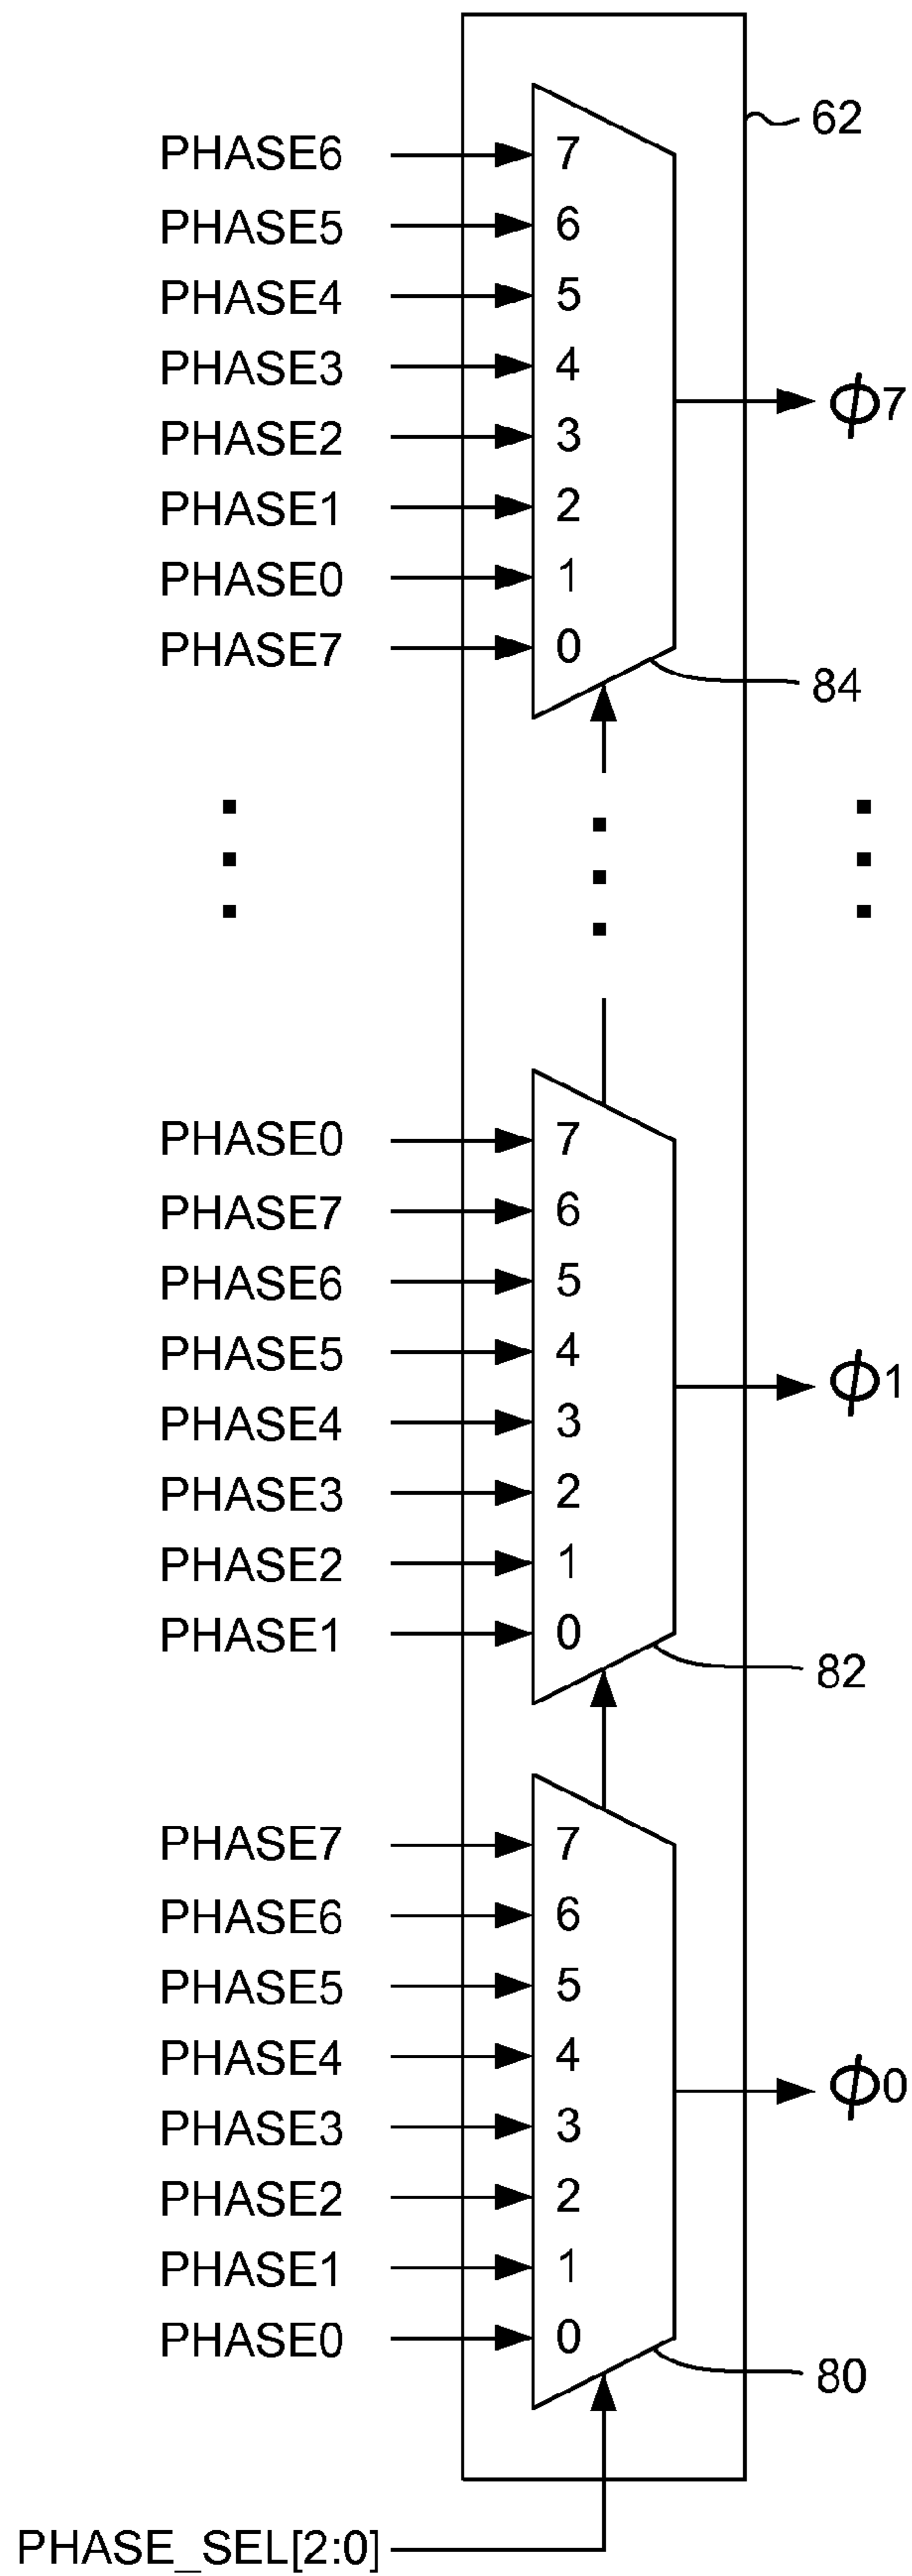 62
PHASE6 7
PHASE5 6
PHASE4 5
PHASE3 4
ϕ7
PHASE2 3
PHASE1 2
PHASE0 1
PHASE7 0
84
PHASE0 7
PHASE7 6
PHASE6 5
PHASE5 4
ϕ1
PHASE4 3
PHASE3 2
PHASE2 1
PHASE1 0
82
PHASE7 7
PHASE6 6
PHASE5 5
PHASE4 4
ϕ0
PHASE3 3
PHASE2 2
PHASE1 1
PHASE0 0
80
PHASE_SEL[2:0]